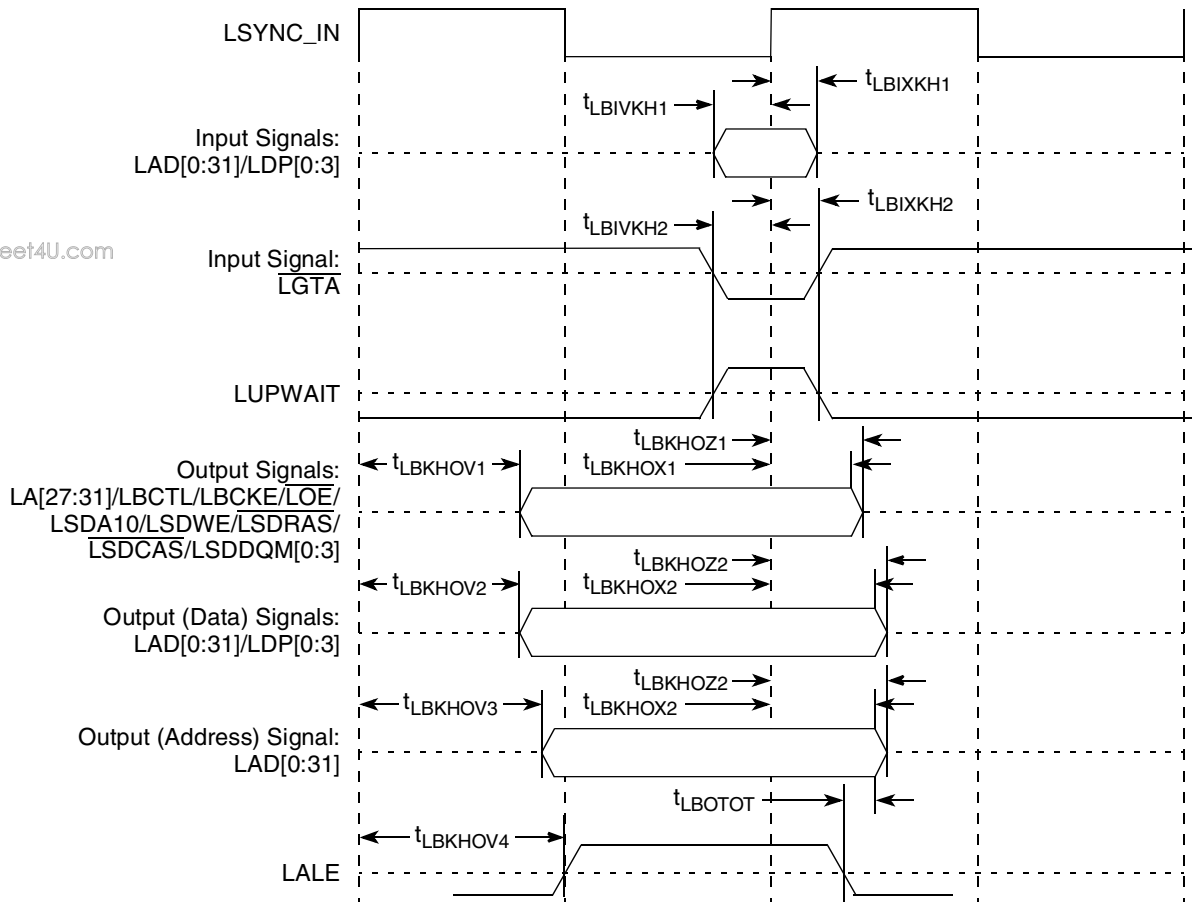 LSYNC_IN
tLBIXKH1
tLBIVKH1
Input Signals:
LAD[0:31]/LDP[0:3]
tLBIXKH2
tLBIVKH2
eet4U.com
Input Signal:
LGTA
LUPWAIT
tLBKHOZ1
tLBKHOV1
tLBKHOX1
Output Signals:
LA[27:31]/LBCTL/LBCKE/LOE/
LSDA10/LSDWE/LSDRAS/
LSDCAS/LSDDQM[0:3]
tLBKHOZ2
tLBKHOV2
tLBKHOX2
Output (Data) Signals:
LAD[0:31]/LDP[0:3]
tLBKHOZ2
tLBKHOV3
tLBKHOX2
Output (Address) Signal:
LAD[0:31]
tLBOTOT
tLBKHOV4
LALE